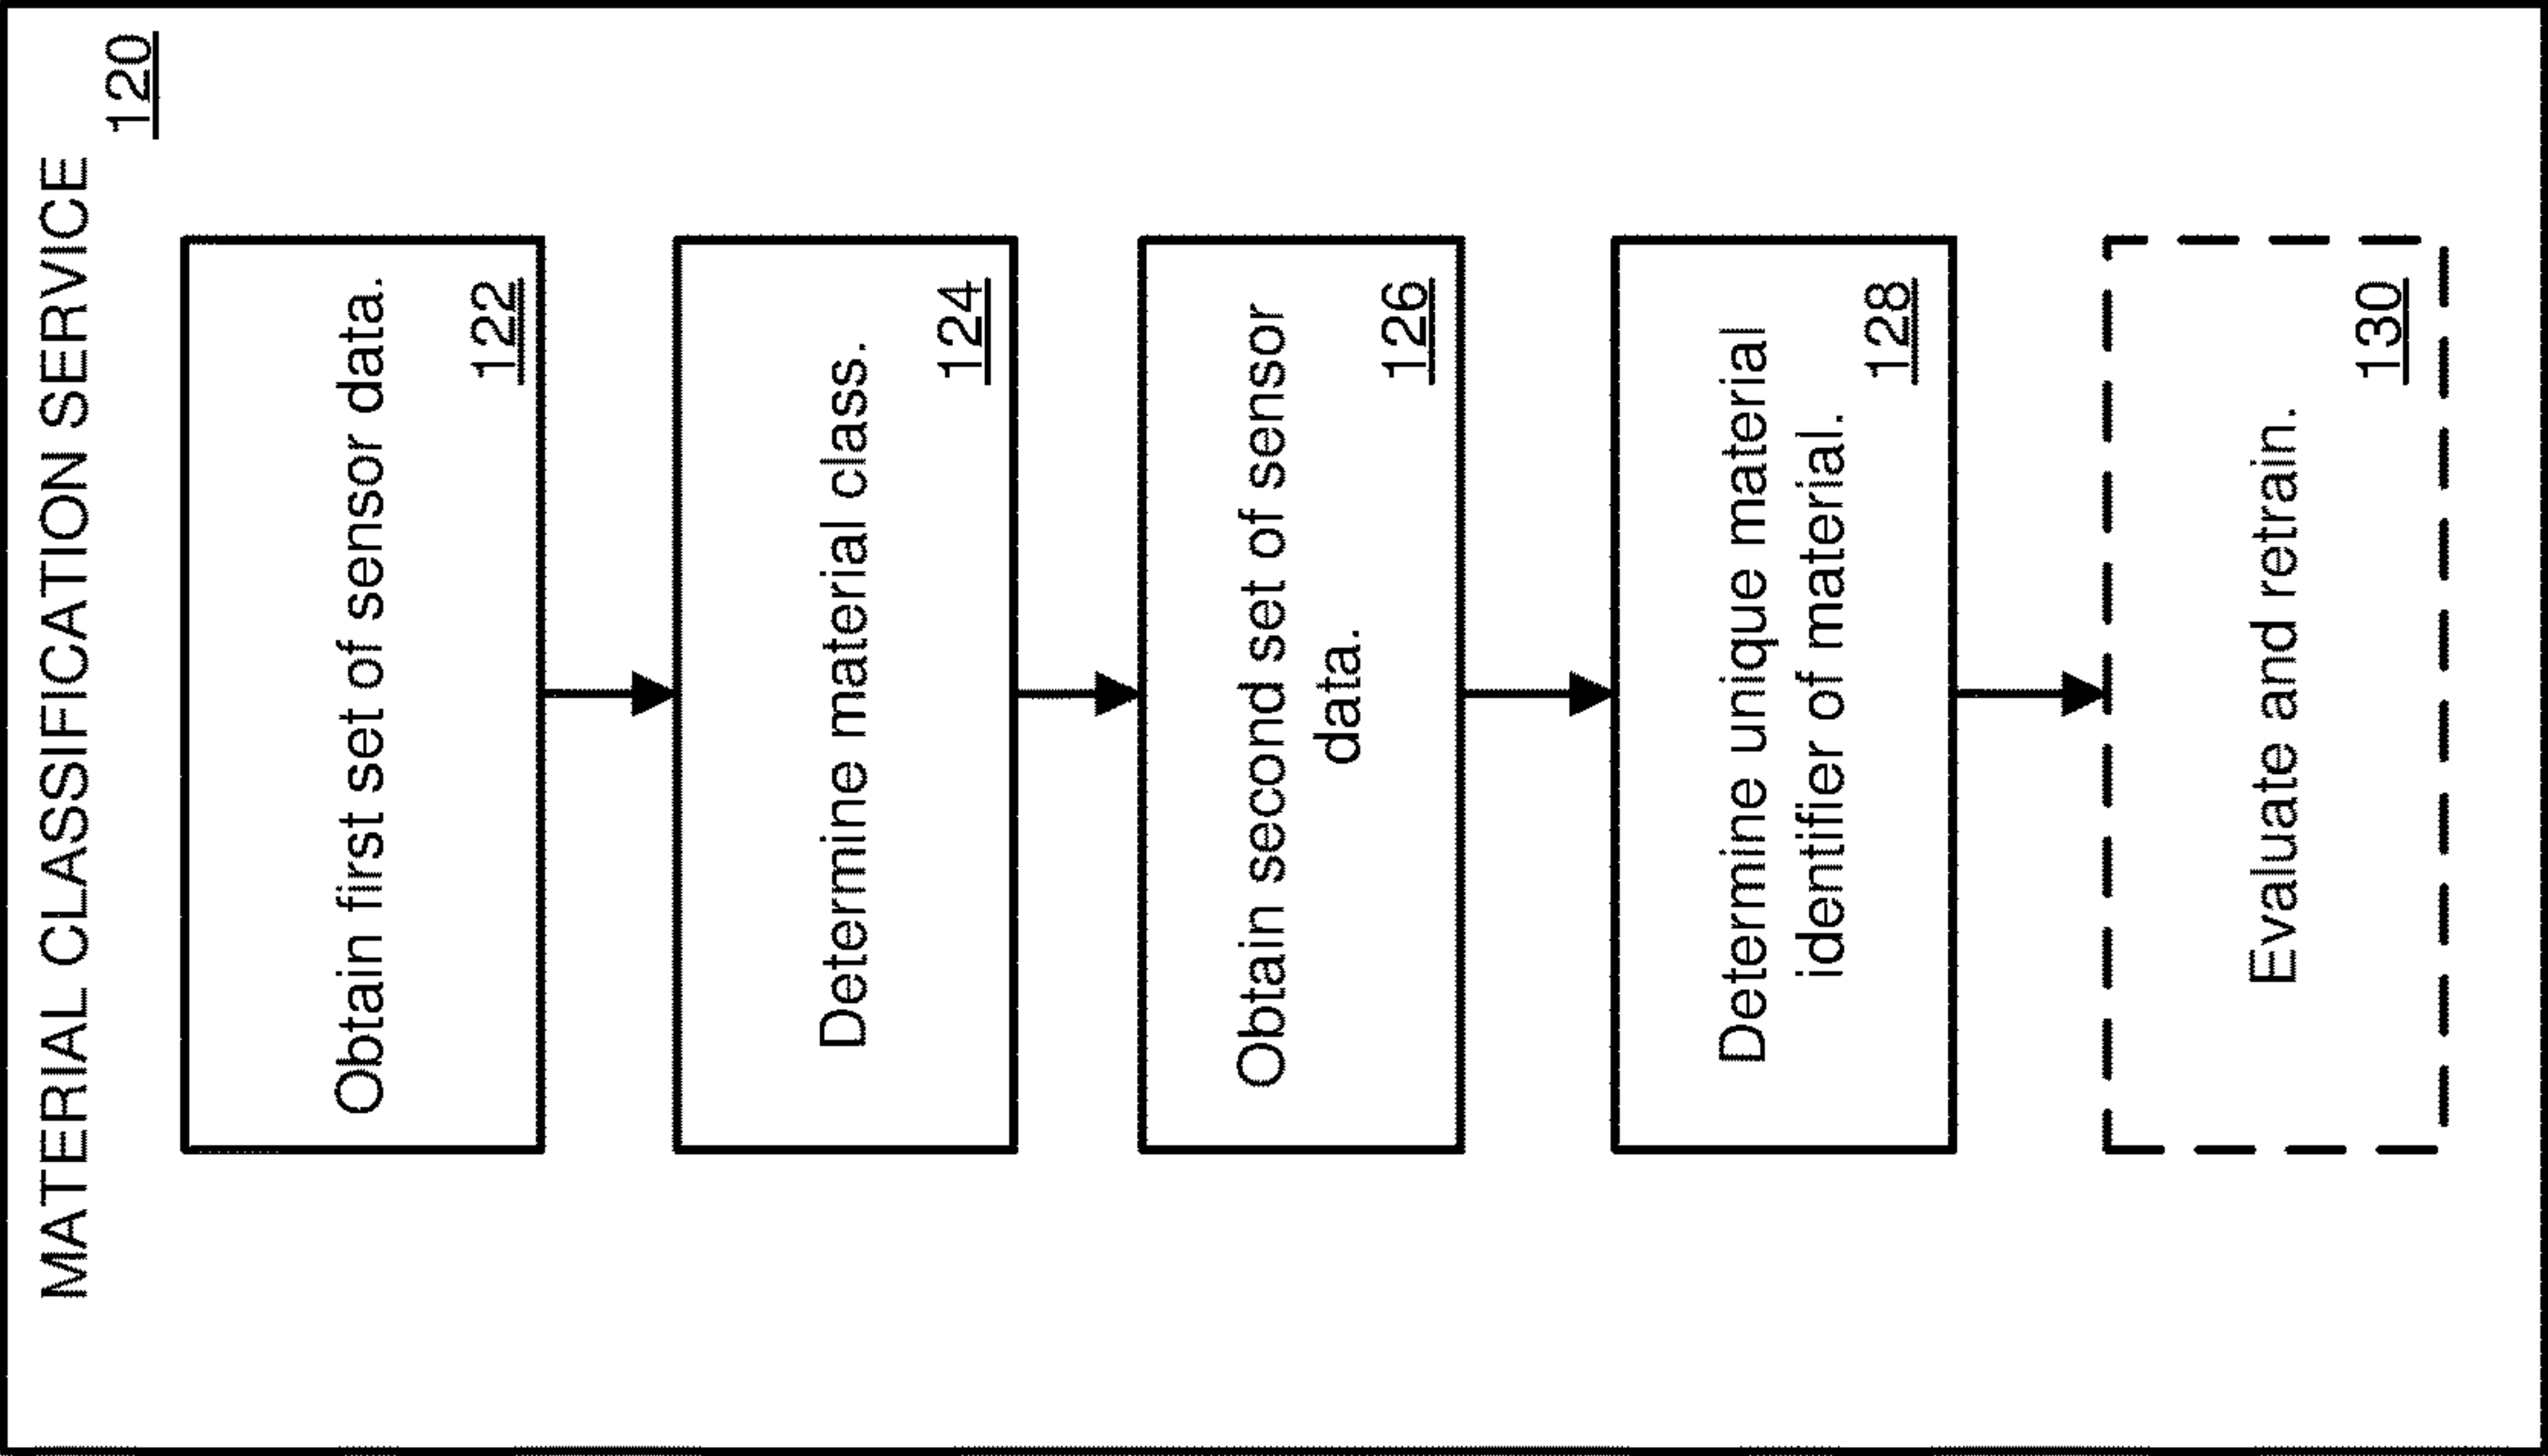 MATERIAL CLASSIFICATION SERVICE
120
Obtain first set of sensor data.
122
Determine material class.
124
Obtain second set of sensor
data.
126
Determine unique material
identifier of material.
128
Evaluate and retrain.
130